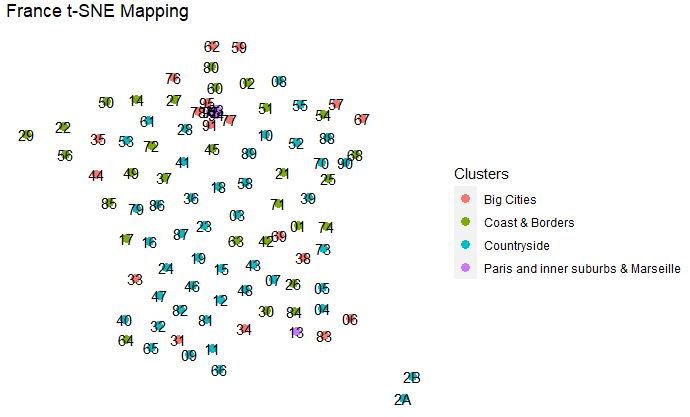 France t-SNE Mapping
62 59
80
76 60 02 08
50 14 27 95 51 55 57
78 93 54
94 77 67
29 22 61 28 91
35 53 72 10 52 88
56 41 45 89 70 90 68
44 49 37 18 58 21 25
85 79 86 36 39
03 71
17 16 87 23 63 42 01 74
69
24 19 15 43 38 73
33 46 07 26 05
47 12 48
40 32 82 81 30 84 04
34 13 83 06
64 65 31 09 11
66
2B
2A
Clusters
Big Cities
Coast & Borders
Countryside
Paris and inner suburbs & Marseille